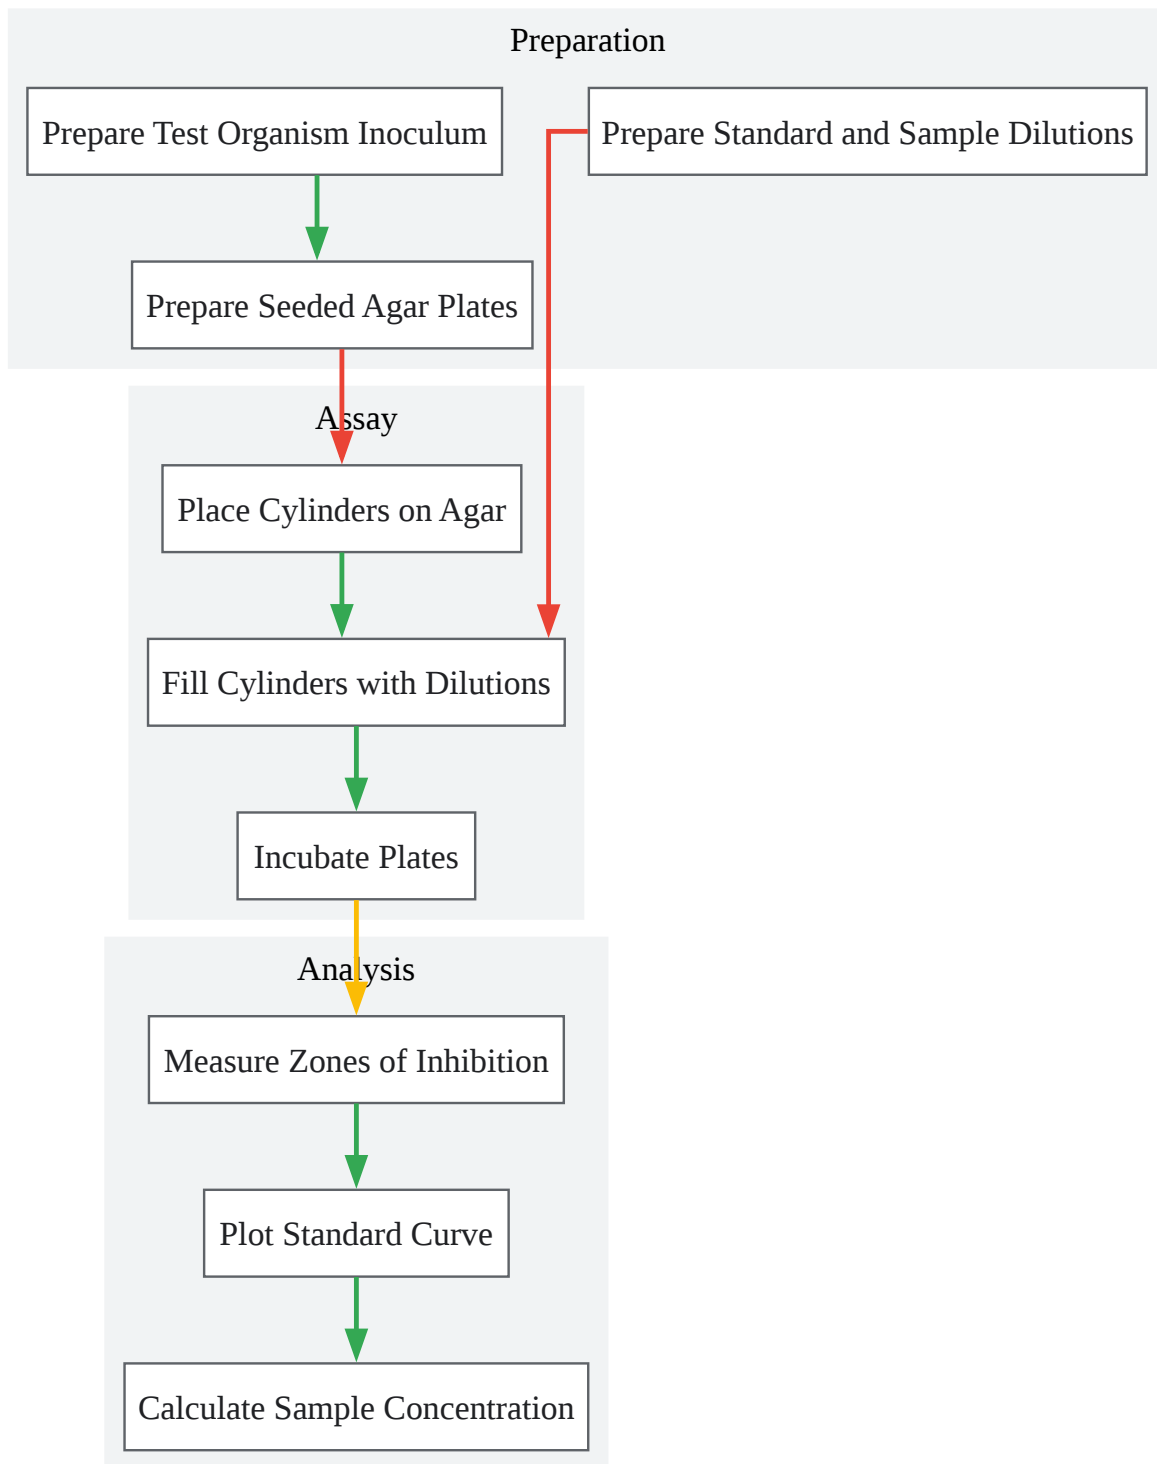 Preparation
Prepare Test Organism Inoculum
Prepare Standard and Sample Dilutions
Prepare Seeded Agar Plates
Assay
Place Cylinders on Agar
Fill Cylinders with Dilutions
Incubate Plates
Analysis
Measure Zones of Inhibition
Plot Standard Curve
Calculate Sample Concentration